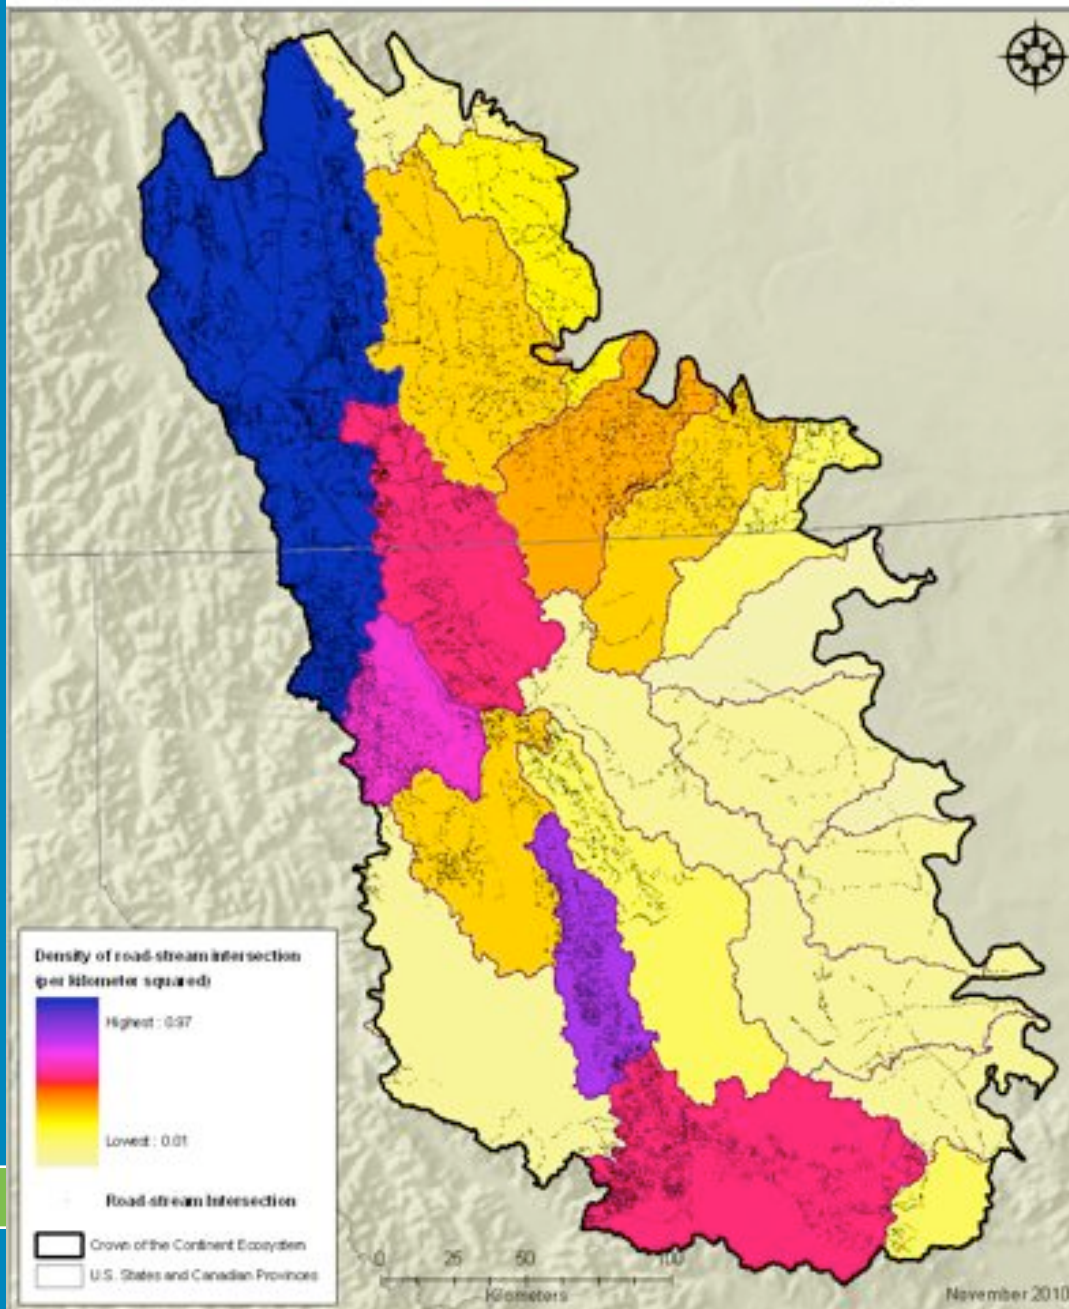 Density of road-stream intersection
(per kilometer squared)
Highest : 0.97
Lowest : 0.01
Road-stream Intersection
Crown of the Continent Ecosystem
U.S. States and Canadian Provinces
0 25 50 100
Kilometers
November 2010